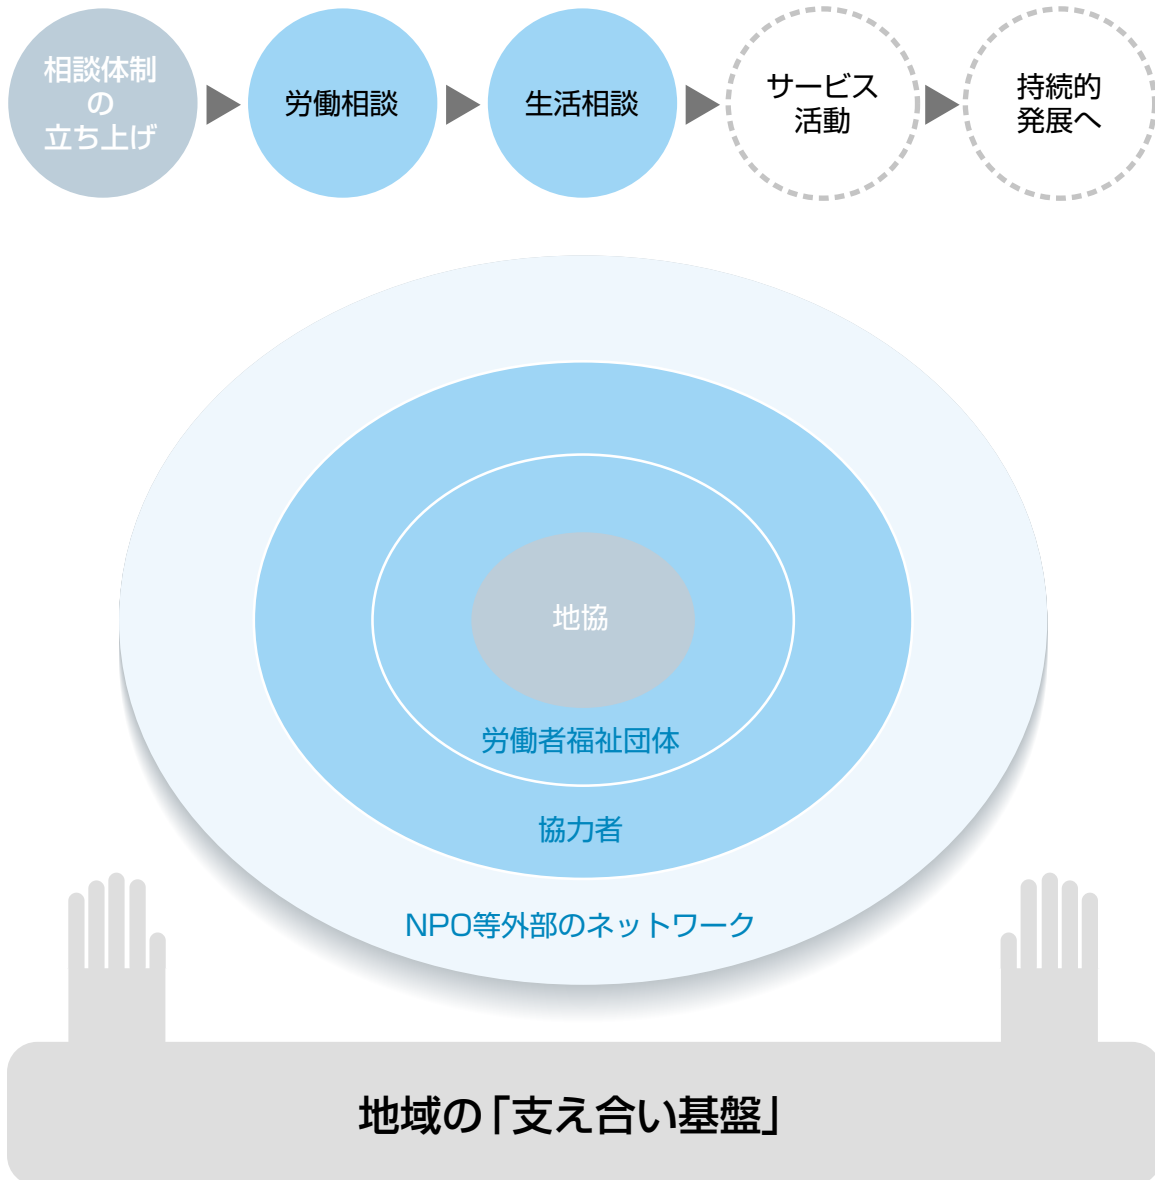 相談体制
の
立ち上げ
労働相談
生活相談
サービス
活動
持続的
発展へ
地協
労働者福祉団体
協力者
NPO等外部のネットワーク
地域の「支え合い基盤」